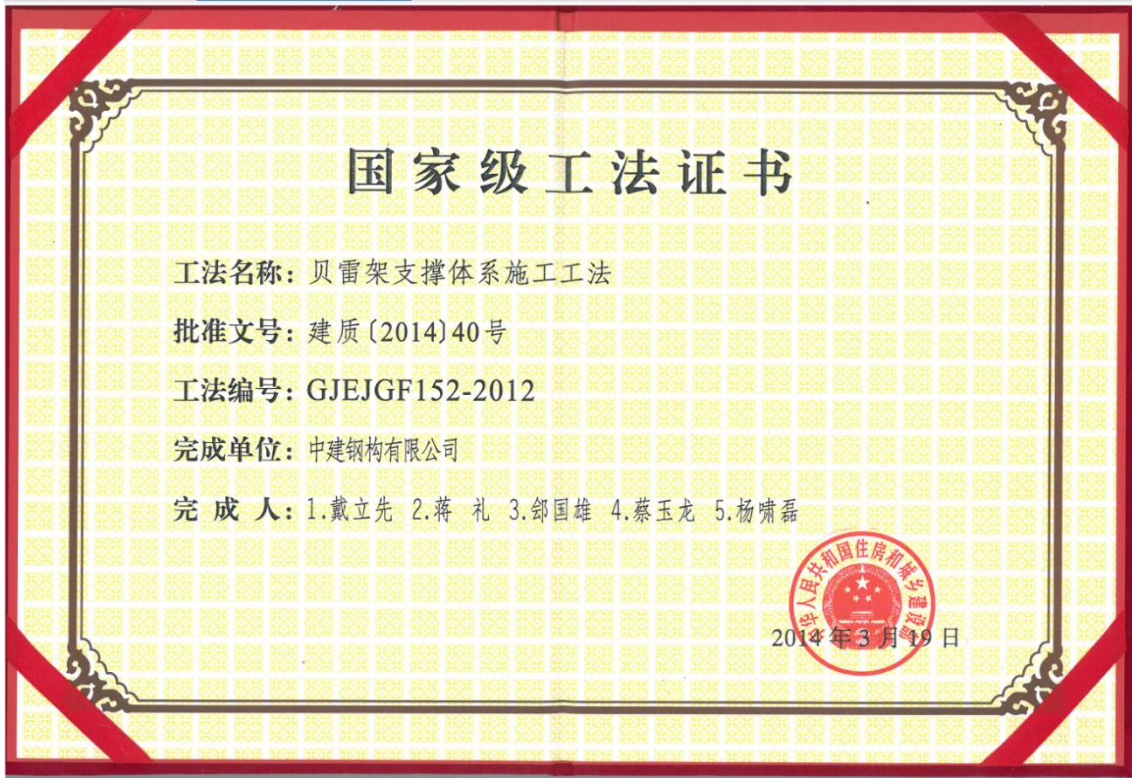 国家级工法证书
工法名称：贝雷架支撑体系施工工法
批准文号：建质〔2014〕40号
工法编号：GJEJGF152-2012
完成单位：中建钢构有限公司
完 成 人：1.戴立先 2.蒋 礼 3.郐国雄 4.蔡玉龙 5.杨啸磊
中华人民共和国住房和城乡建设部
2014年3月19日